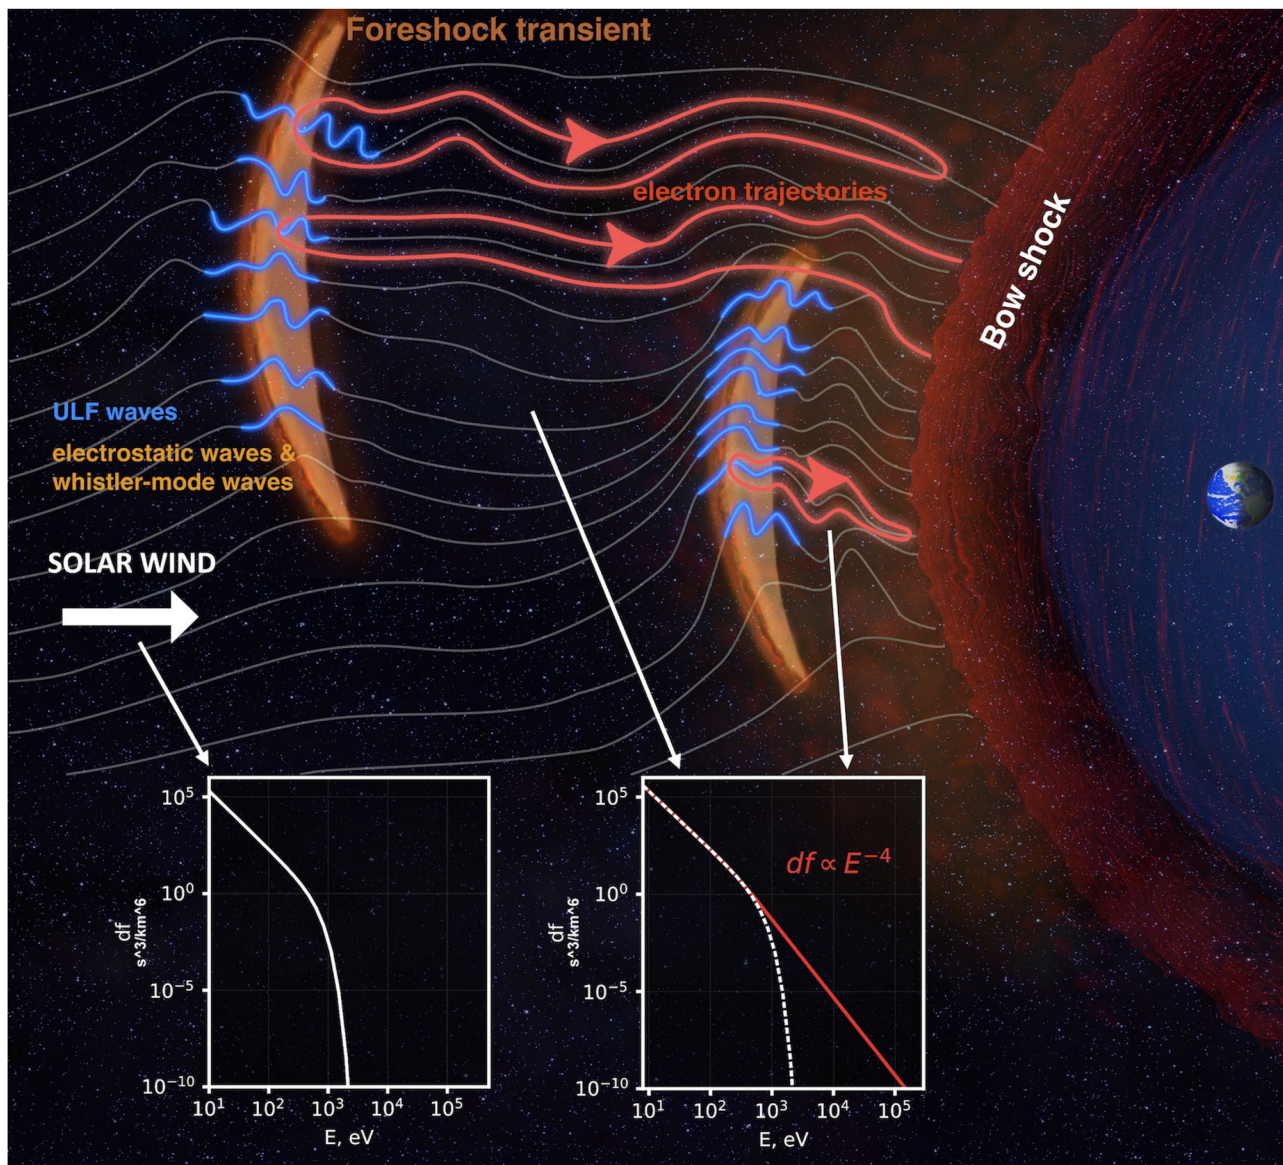 Foreshock transient
electron trajectories
Bow shock
ULF waves
electrostatic waves &
whistler-mode waves
SOLAR WIND
10^5
10^0
10^−5
10^−10
df
s^3/km^6
10^1 10^2 10^3 10^4 10^5
E, eV
df ∝ E^−4
10^5
10^0
10^−5
10^−10
df
s^3/km^6
10^1 10^2 10^3 10^4 10^5
E, eV